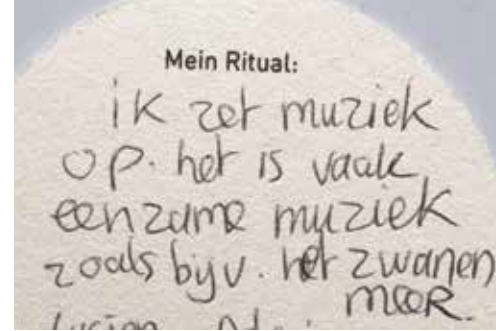 Mein Ritual:
ik zet muziek
op. het is vaak
eenzame muziek
zoals bijv. het zwanen
meer.